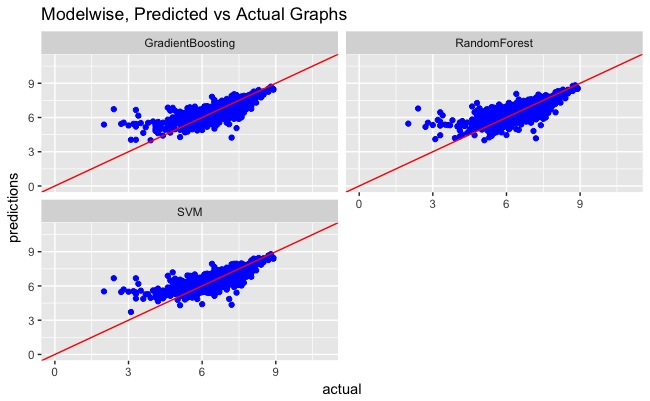 Modelwise, Predicted vs Actual Graphs
GradientBoosting
RandomForest
9
6
3
0
0 3 6 9
SVM
9
6
3
0
0 3 6 9
predictions
actual